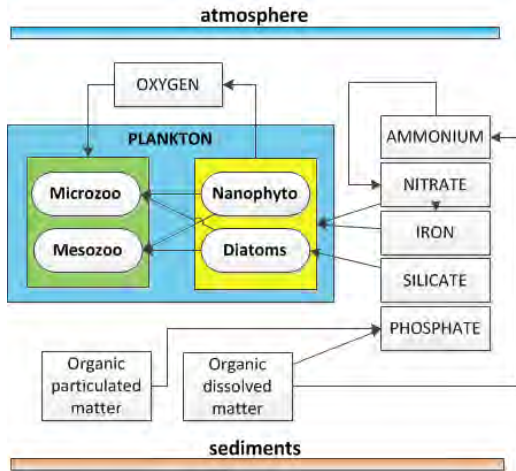 atmosphere
OXYGEN
PLANKTON
AMMONIUM
Microzoo
Nanophyto
NITRATE
Mesozoo
Diatoms
IRON
SILICATE
PHOSPHATE
Organic
particulated
matter
Organic
dissolved
matter
sediments